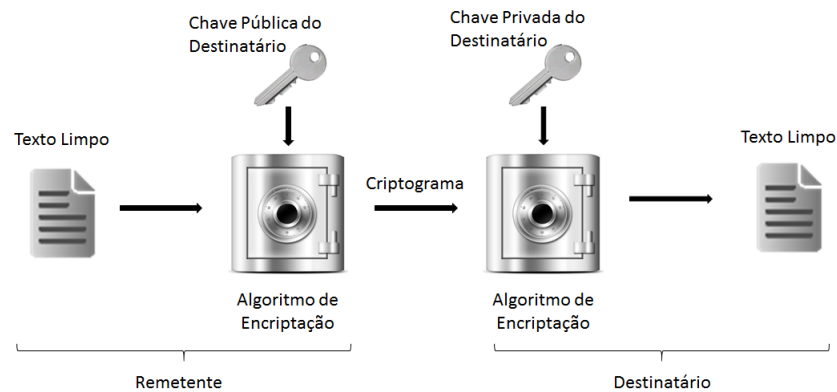 Chave Pública do
Destinatário
Chave Privada do
Destinatário
Texto Limpo
Criptograma
Texto Limpo
Algoritmo de
Encriptação
Algoritmo de
Encriptação
Remetente
Destinatário